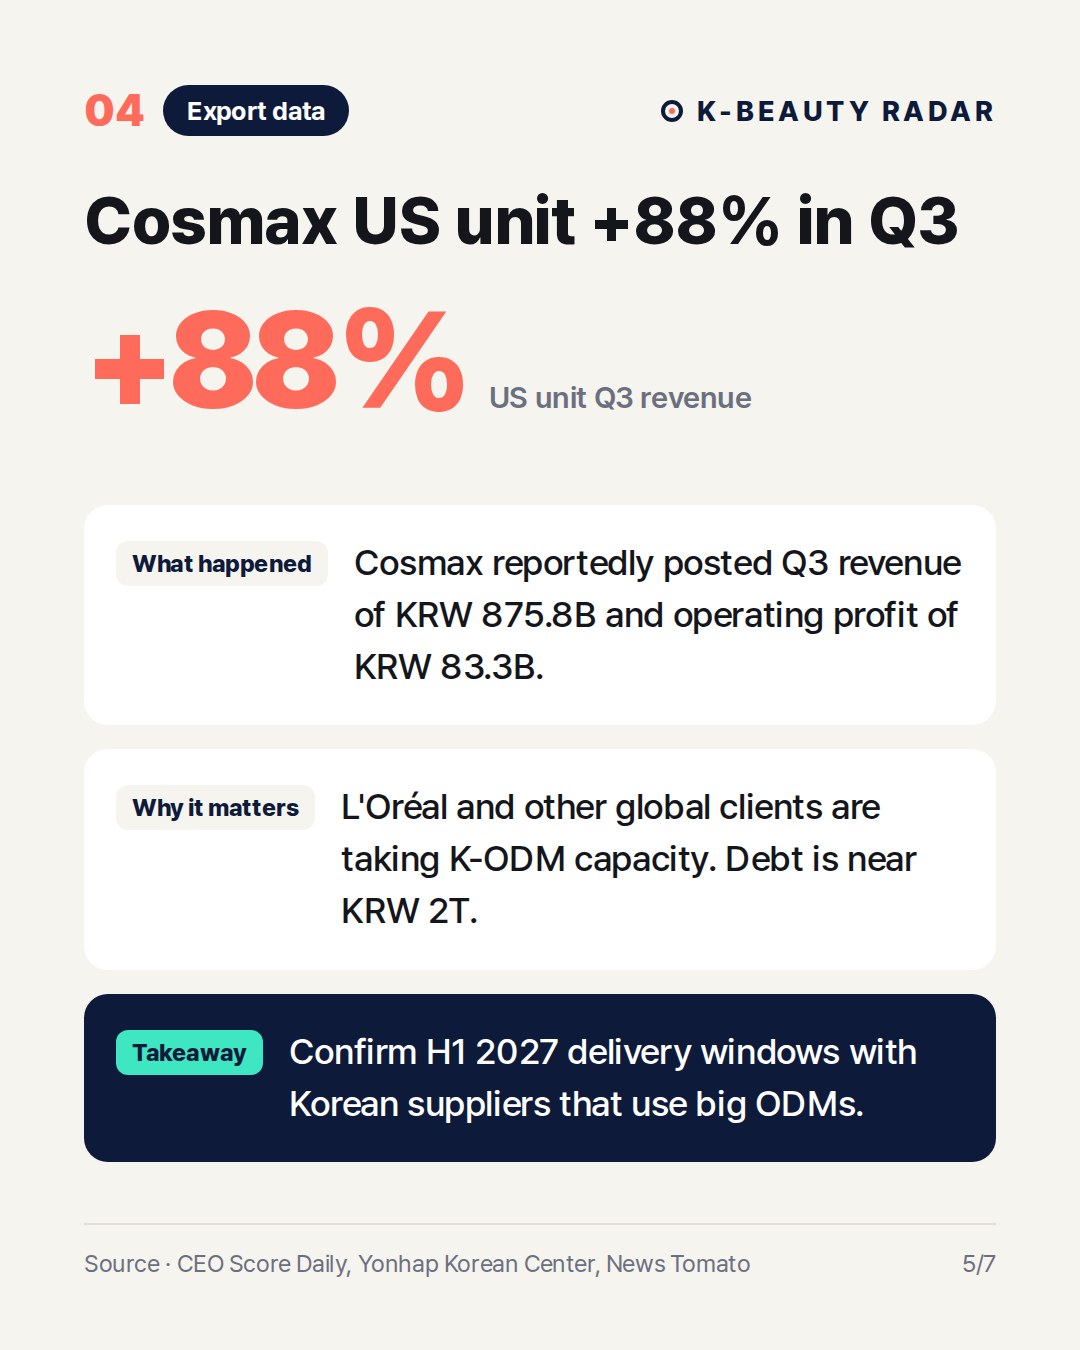 04 Export data
K-BEAUTY RADAR
Cosmax US unit +88% in Q3
+88% US unit Q3 revenue
What happened
Cosmax reportedly posted Q3 revenue
of KRW 875.8B and operating profit of
KRW 83.3B.
Why it matters
L'Oréal and other global clients are
taking K-ODM capacity. Debt is near
KRW 2T.
Takeaway
Confirm H1 2027 delivery windows with
Korean suppliers that use big ODMs.
Source · CEO Score Daily, Yonhap Korean Center, News Tomato
5/7